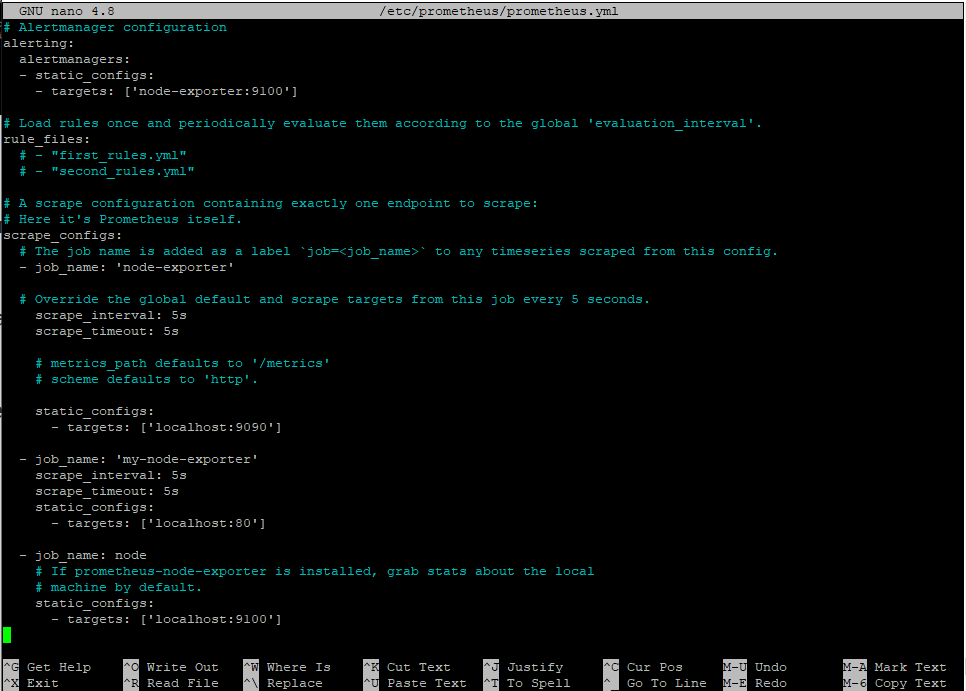 GNU nano 4.8 /etc/prometheus/prometheus.yml
# Alertmanager configuration
alerting:
  alertmanagers:
  - static_configs:
    - targets: ['node-exporter:9100']

# Load rules once and periodically evaluate them according to the global 'evaluation_interval'.
rule_files:
  # - "first_rules.yml"
  # - "second_rules.yml"

# A scrape configuration containing exactly one endpoint to scrape:
# Here it's Prometheus itself.
scrape_configs:
  # The job name is added as a label `job=<job_name>` to any timeseries scraped from this config.
  - job_name: 'node-exporter'

  # Override the global default and scrape targets from this job every 5 seconds.
    scrape_interval: 5s
    scrape_timeout: 5s

    # metrics_path defaults to '/metrics'
    # scheme defaults to 'http'.

    static_configs:
      - targets: ['localhost:9090']

  - job_name: 'my-node-exporter'
    scrape_interval: 5s
    scrape_timeout: 5s
    static_configs:
      - targets: ['localhost:80']

  - job_name: node
    # If prometheus-node-exporter is installed, grab stats about the local
    # machine by default.
    static_configs:
      - targets: ['localhost:9100']

^G Get Help ^O Write Out ^W Where Is ^K Cut Text ^J Justify ^C Cur Pos M-U Undo M-A Mark Text
^X Exit ^R Read File ^\ Replace ^U Paste Text ^T To Spell ^_ Go To Line M-E Redo M-6 Copy Text